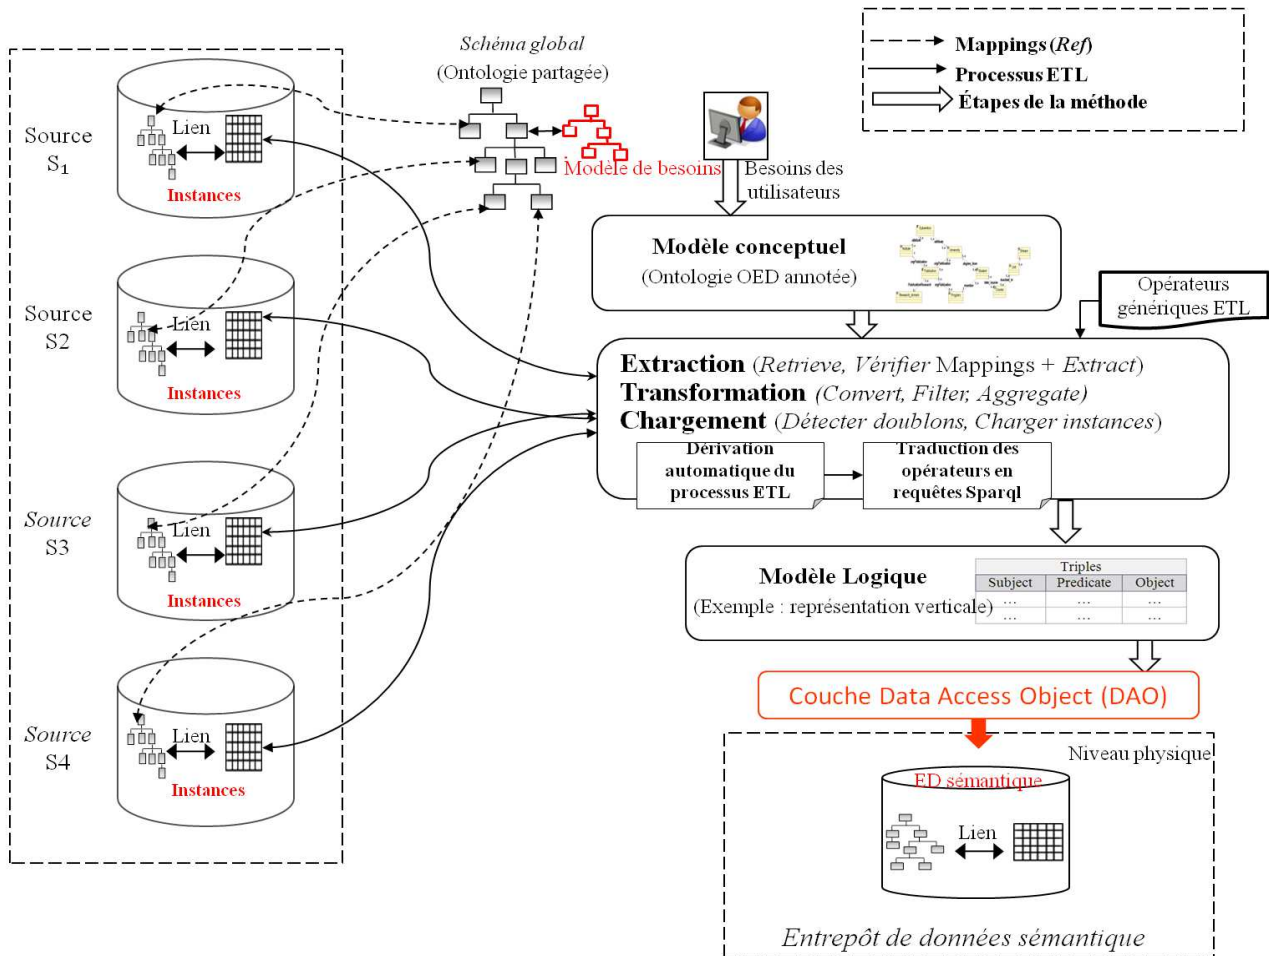 Schéma global
(Ontologie partagée)
Mappings (Ref)
Processus ETL
Étapes de la méthode
Source
S1
Lien
Instances
Modèle de besoins
Besoins des
utilisateurs
Modèle conceptuel
(Ontologie OED annotée)
Source
S2
Lien
Instances
Opérateurs
génériques ETL
Extraction (Retrieve, Vérifier Mappings + Extract)
Transformation (Convert, Filter, Aggregate)
Chargement (Détecter doublons, Charger instances)
Dérivation
automatique du
processus ETL
Traduction des
opérateurs en
requêtes Sparql
Source
S3
Lien
Instances
Modèle Logique
(Exemple : représentation verticale)
Triples
Subject Predicate Object
... ... ...
... ... ...
Source
S4
Lien
Instances
Couche Data Access Object (DAO)
Niveau physique
ED sémantique
Lien
Entrepôt de données sémantique